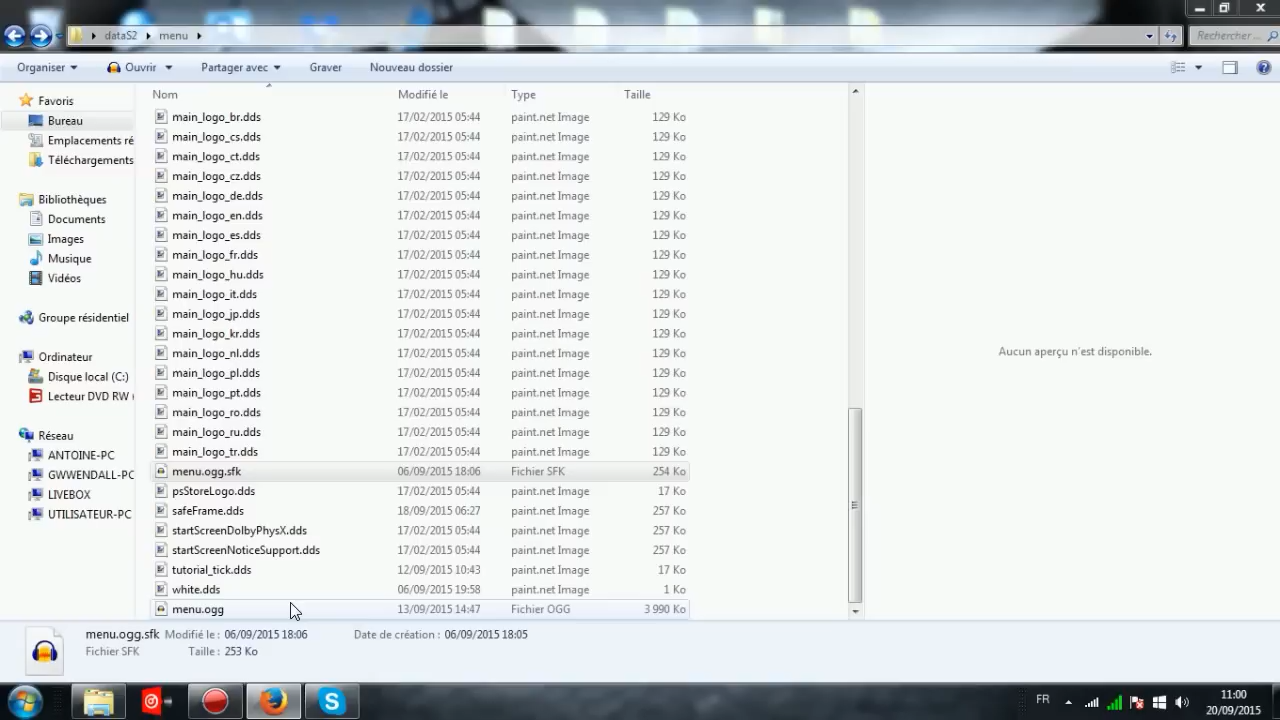 dataS2 menu Rechercher ...
Organiser Ouvrir Partager avec Graver Nouveau dossier
Favoris
Bureau
Emplacements ré
Téléchargements
Bibliothèques
Documents
Images
Musique
Vidéos
Groupe résidentiel
Ordinateur
Disque local (C:)
Lecteur DVD RW (
Réseau
ANTOINE-PC
GWWENDALL-PC
LIVEBOX
UTILISATEUR-PC
Nom Modifié le Type Taille
main_logo_br.dds 17/02/2015 05:44 paint.net Image 129 Ko
main_logo_cs.dds 17/02/2015 05:44 paint.net Image 129 Ko
main_logo_ct.dds 17/02/2015 05:44 paint.net Image 129 Ko
main_logo_cz.dds 17/02/2015 05:44 paint.net Image 129 Ko
main_logo_de.dds 17/02/2015 05:44 paint.net Image 129 Ko
main_logo_en.dds 17/02/2015 05:44 paint.net Image 129 Ko
main_logo_es.dds 17/02/2015 05:44 paint.net Image 129 Ko
main_logo_fr.dds 17/02/2015 05:44 paint.net Image 129 Ko
main_logo_hu.dds 17/02/2015 05:44 paint.net Image 129 Ko
main_logo_it.dds 17/02/2015 05:44 paint.net Image 129 Ko
main_logo_jp.dds 17/02/2015 05:44 paint.net Image 129 Ko
main_logo_kr.dds 17/02/2015 05:44 paint.net Image 129 Ko
main_logo_nl.dds 17/02/2015 05:44 paint.net Image 129 Ko
main_logo_pl.dds 17/02/2015 05:44 paint.net Image 129 Ko
main_logo_pt.dds 17/02/2015 05:44 paint.net Image 129 Ko
main_logo_ro.dds 17/02/2015 05:44 paint.net Image 129 Ko
main_logo_ru.dds 17/02/2015 05:44 paint.net Image 129 Ko
main_logo_tr.dds 17/02/2015 05:44 paint.net Image 129 Ko
menu.ogg.sfk 06/09/2015 18:06 Fichier SFK 254 Ko
psStoreLogo.dds 17/02/2015 05:44 paint.net Image 17 Ko
safeFrame.dds 18/09/2015 06:27 paint.net Image 257 Ko
startScreenDolbyPhysX.dds 17/02/2015 05:44 paint.net Image 257 Ko
startScreenNoticeSupport.dds 17/02/2015 05:44 paint.net Image 257 Ko
tutorial_tick.dds 12/09/2015 10:43 paint.net Image 17 Ko
white.dds 06/09/2015 19:58 paint.net Image 1 Ko
menu.ogg 13/09/2015 14:47 Fichier OGG 3 990 Ko
Aucun aperçu n'est disponible.
menu.ogg.sfk Modifié le : 06/09/2015 18:06 Date de création : 06/09/2015 18:05
Fichier SFK Taille : 253 Ko
FR 11:00
20/09/2015